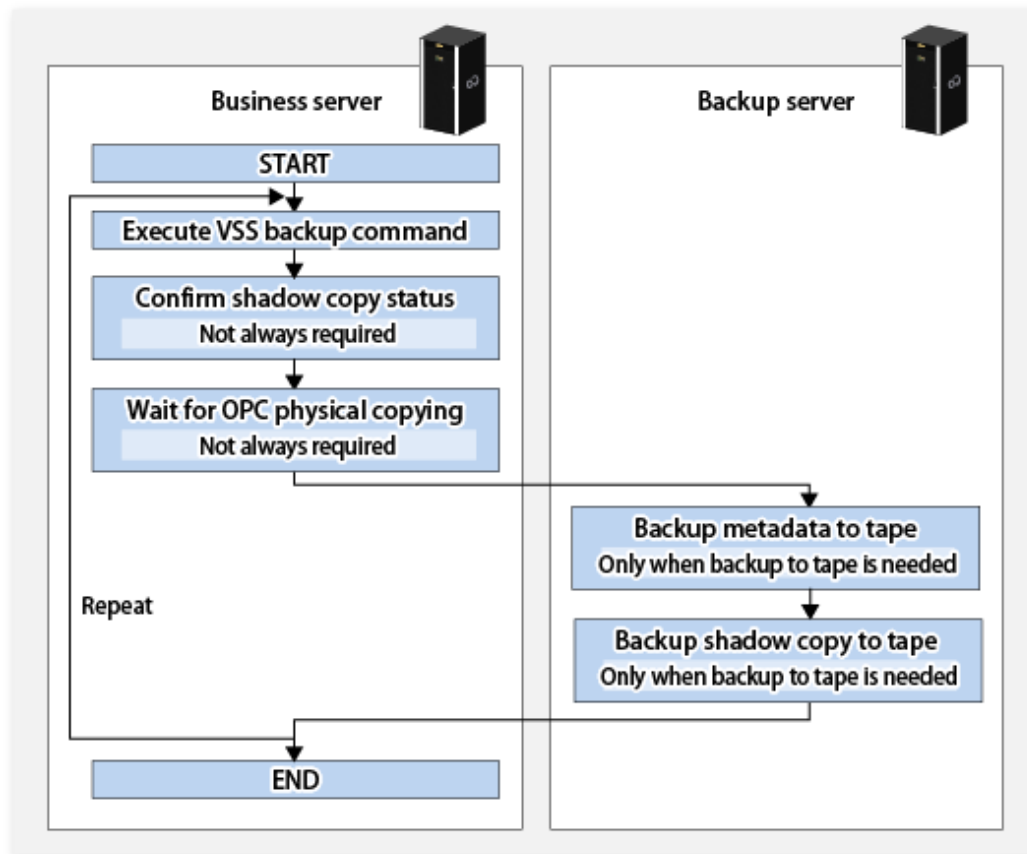 Business server
Backup server
START
Execute VSS backup command
Confirm shadow copy status
Not always required
Wait for OPC physical copying
Not always required
Backup metadata to tape
Only when backup to tape is needed
Repeat
Backup shadow copy to tape
Only when backup to tape is needed
END